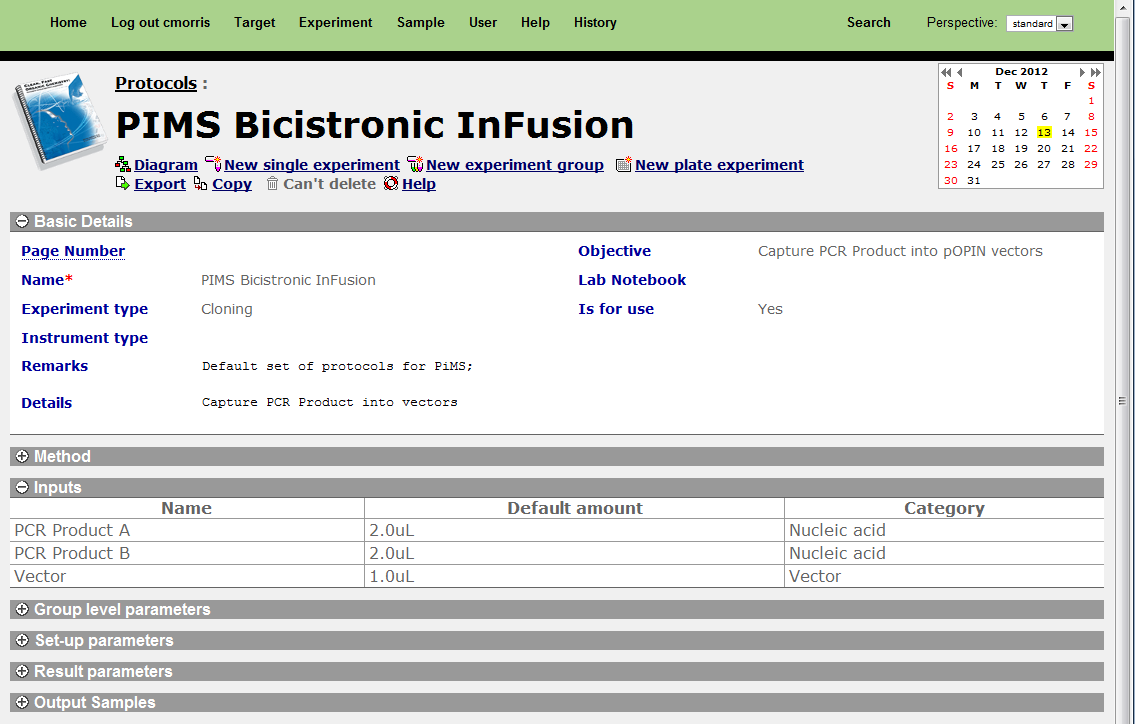 Home Log out cmorris Target Experiment Sample User Help History Search Perspective: standard
Protocols :
PIMS Bicistronic InFusion
Diagram New single experiment New experiment group New plate experiment
Export Copy Can't delete Help
Dec 2012
S M T W T F S
1
2 3 4 5 6 7 8
9 10 11 12 13 14 15
16 17 18 19 20 21 22
23 24 25 26 27 28 29
30 31
Basic Details
Page Number Objective Capture PCR Product into pOPIN vectors
Name* PIMS Bicistronic InFusion Lab Notebook
Experiment type Cloning Is for use Yes
Instrument type
Remarks Default set of protocols for PiMS;
Details Capture PCR Product into vectors
Method
Inputs
Name Default amount Category
PCR Product A 2.0uL Nucleic acid
PCR Product B 2.0uL Nucleic acid
Vector 1.0uL Vector
Group level parameters
Set-up parameters
Result parameters
Output Samples